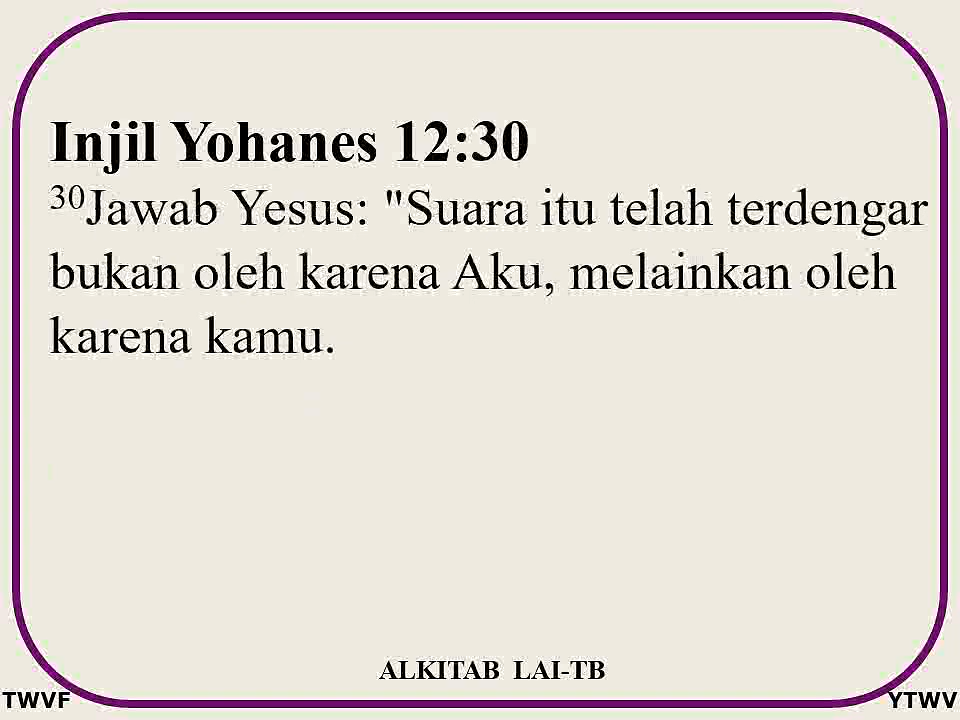 Injil Yohanes 12:30
30Jawab Yesus: "Suara itu telah terdengar
bukan oleh karena Aku, melainkan oleh
karena kamu.
ALKITAB LAI-TB
TWVF
YTWV